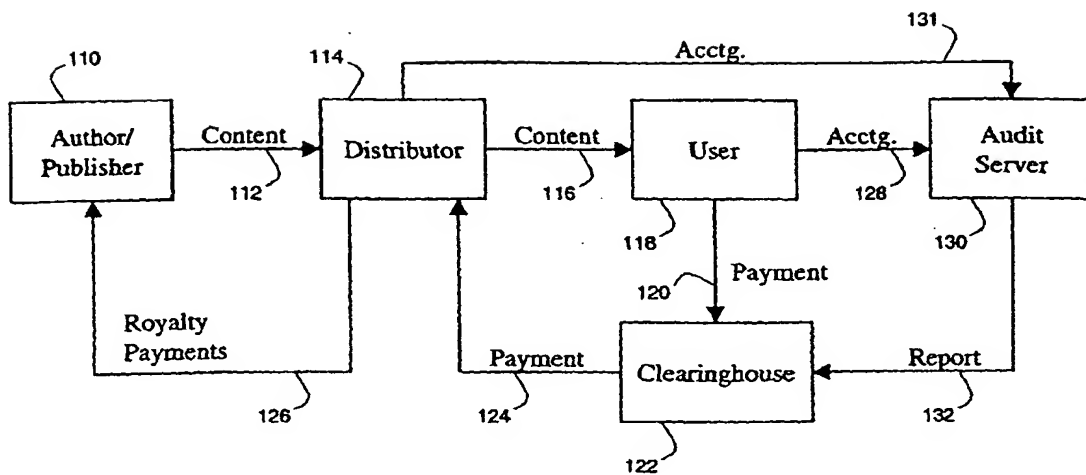 131
110
114
Acctg.
Author/
Publisher
Content
112
Distributor
Content
116
User
Acctg.
128
Audit
Server
118
130
120
Payment
Royalty
Payments
126
Payment
124
Clearinghouse
122
Report
132